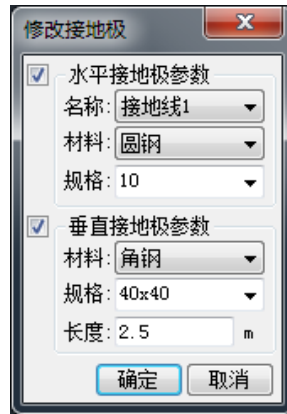 修改接地极
水平接地极参数
名称: 接地线1
材料: 圆钢
规格: 10
垂直接地极参数
材料: 角钢
规格: 40x40
长度: 2.5 m
确定 取消